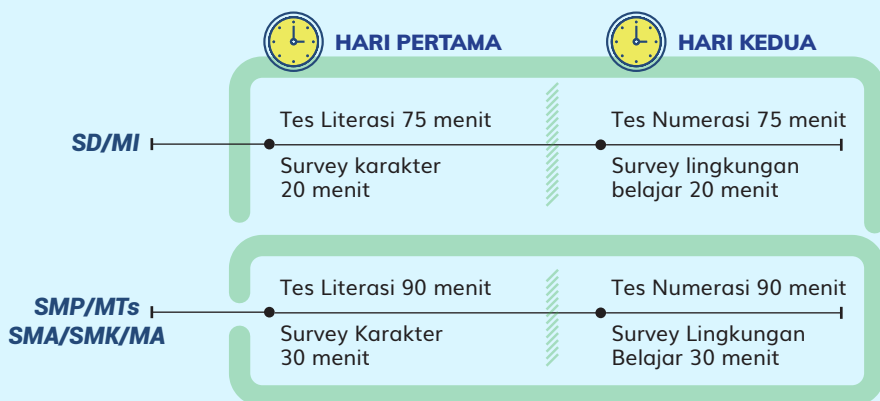 HARI PERTAMA
HARI KEDUA
SD/MI
Tes Literasi 75 menit
Survey karakter
20 menit
Tes Numerasi 75 menit
Survey lingkungan
belajar 20 menit
SMP/MTs
SMA/SMK/MA
Tes Literasi 90 menit
Survey Karakter
30 menit
Tes Numerasi 90 menit
Survey Lingkungan
Belajar 30 menit